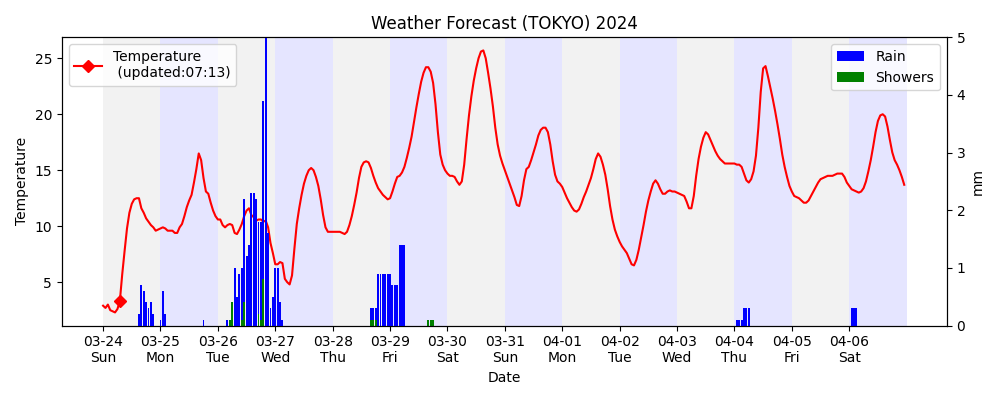 Weather Forecast (TOKYO) 2024
Temperature
(updated:07:13)
Rain
Showers
Temperature
25
20
15
10
5
5
4
3
2
1
0
mm
03-24 03-25 03-26 03-27 03-28 03-29 03-30 03-31 04-01 04-02 04-03 04-04 04-05 04-06
Sun Mon Tue Wed Thu Fri Sat Sun Mon Tue Wed Thu Fri Sat
Date